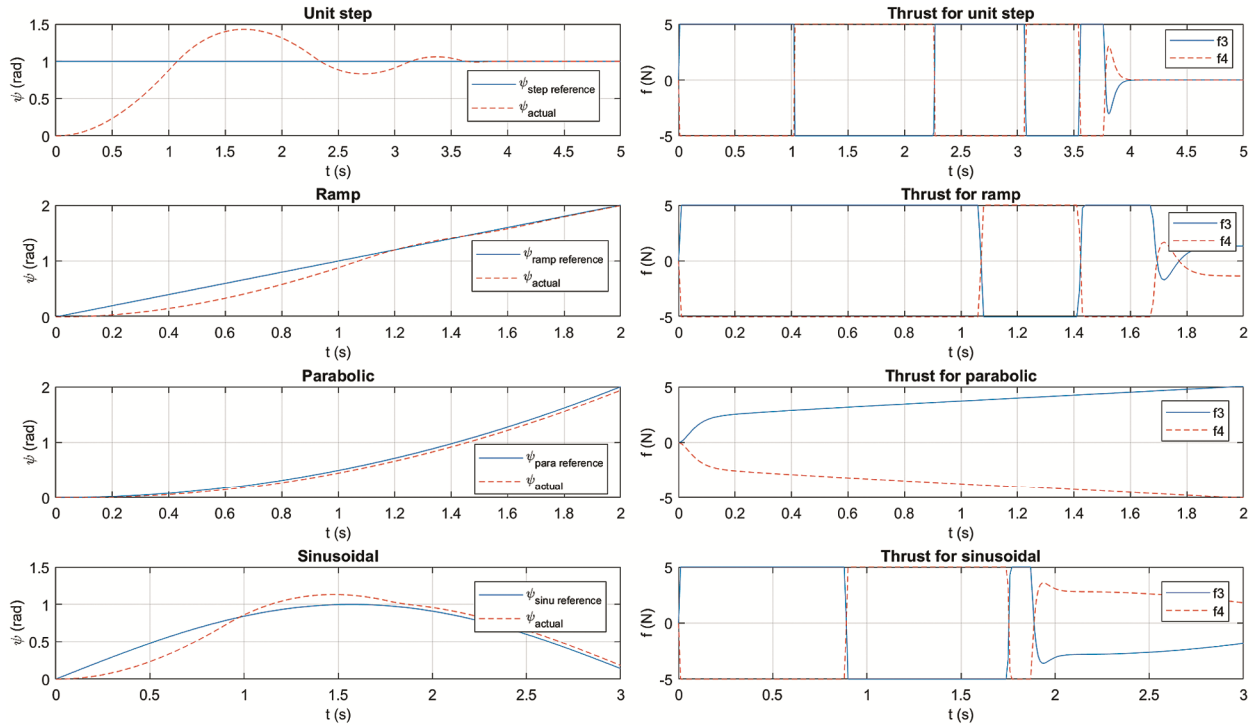 Unit step
1.5
1
0.5
0
ψ (rad)
ψ step reference
ψ actual
0 0.5 1 1.5 2 2.5 3 3.5 4 4.5 5
t (s)
Thrust for unit step
5
0
-5
f (N)
f3
f4
0 0.5 1 1.5 2 2.5 3 3.5 4 4.5 5
t (s)
Ramp
2
1
0
ψ (rad)
ψ ramp reference
ψ actual
0 0.2 0.4 0.6 0.8 1 1.2 1.4 1.6 1.8 2
t (s)
Thrust for ramp
5
0
-5
f (N)
f3
f4
0 0.2 0.4 0.6 0.8 1 1.2 1.4 1.6 1.8 2
t (s)
Parabolic
2
1
0
ψ (rad)
ψ para reference
ψ actual
0 0.2 0.4 0.6 0.8 1 1.2 1.4 1.6 1.8 2
t (s)
Thrust for parabolic
5
0
-5
f (N)
f3
f4
0 0.2 0.4 0.6 0.8 1 1.2 1.4 1.6 1.8 2
t (s)
Sinusoidal
1.5
1
0.5
0
ψ (rad)
ψ sinu reference
ψ actual
0 0.5 1 1.5 2 2.5 3
t (s)
Thrust for sinusoidal
5
0
-5
f (N)
f3
f4
0 0.5 1 1.5 2 2.5 3
t (s)